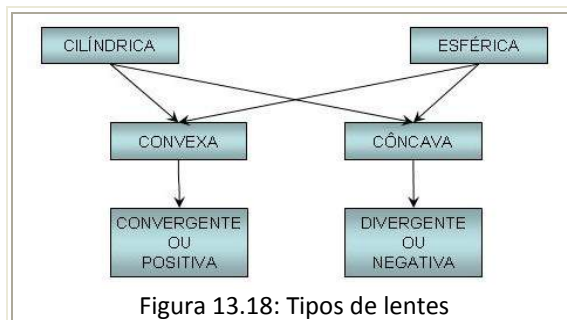 CILÍNDRICA
ESFÉRICA
CONVEXA
CÔNCAVA
CONVERGENTE
OU
POSITIVA
DIVERGENTE
OU
NEGATIVA
Figura 13.18: Tipos de lentes